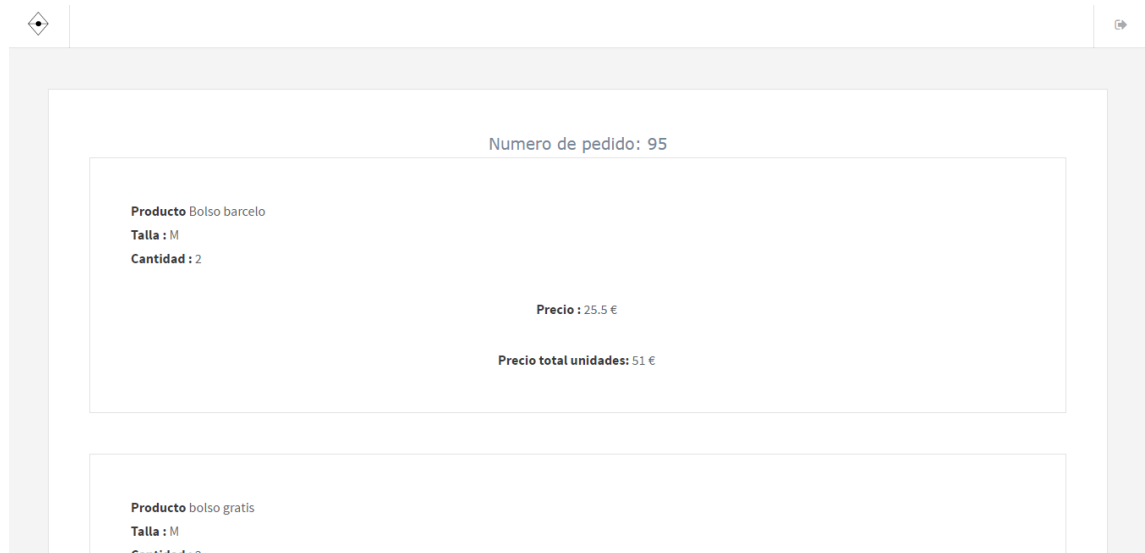 Numero de pedido: 95
Producto Bolso barcelo
Talla : M
Cantidad : 2
Precio : 25.5 €
Precio total unidades: 51 €
Producto bolso gratis
Talla : M
Cantidad :